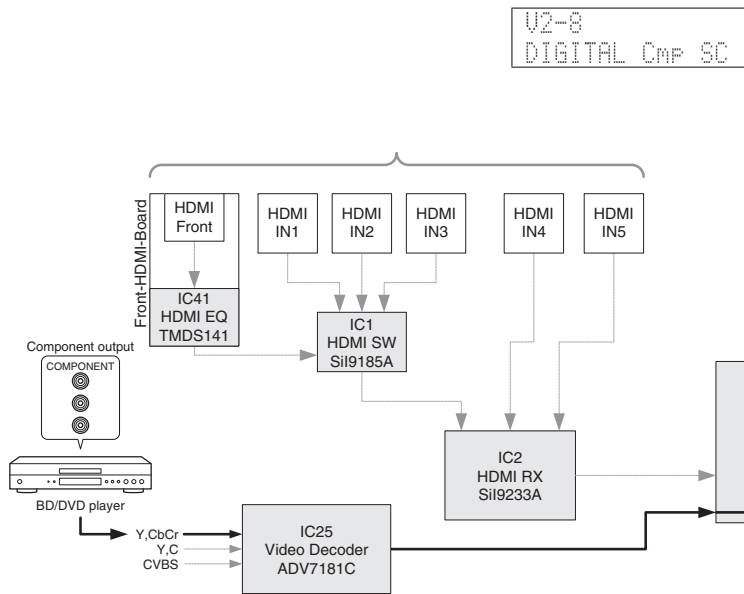 V2-8
DIGITAL Cmp SC
Front-HDMI-Board
HDMI
Front
HDMI
IN1
HDMI
IN2
HDMI
IN3
HDMI
IN4
HDMI
IN5
IC41
HDMI EQ
TMDS141
IC1
HDMI SW
SiI9185A
Component output
COMPONENT
BD/DVD player
IC2
HDMI RX
SiI9233A
Y,CbCr
Y,C
CVBS
IC25
Video Decoder
ADV7181C